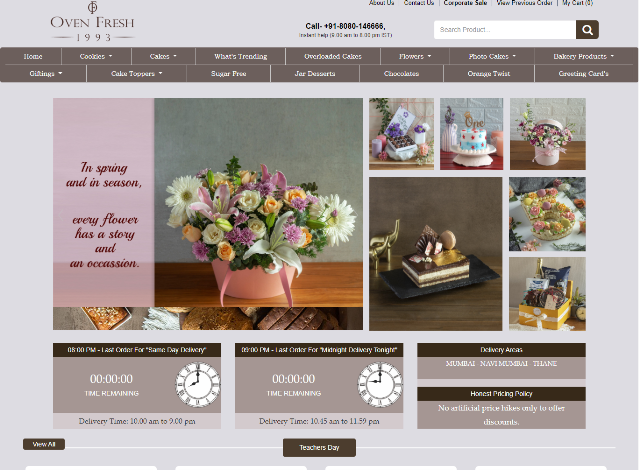 About Us | Contact Us | Corporate Sale | View Previous Order | My Cart (0)
OVEN FRESH
1993
Call- +91-8080-146666,
Instant help (9.00 am to 8.00 pm IST)
Search Product...
Home Cookies Cakes What's Trending Overloaded Cakes Flowers Photo Cakes Bakery Products
Giftings Cake Toppers Sugar Free Jar Desserts Chocolates Orange Twist Greeting Card's
In spring
and in season,
every flower
has a story
and
an occassion.
One
08:00 PM - Last Order For "Same Day Delivery"
00:00:00
TIME REMAINING
Delivery Time: 10.00 am to 9.00 pm
09:00 PM - Last Order For "Midnight Delivery Tonight"
00:00:00
TIME REMAINING
Delivery Time: 10.45 am to 11.59 pm
Delivery Areas
MUMBAI - NAVI MUMBAI - THANE
Honest Pricing Policy
No artificial price hikes only to offer
discounts.
View All
Teachers Day